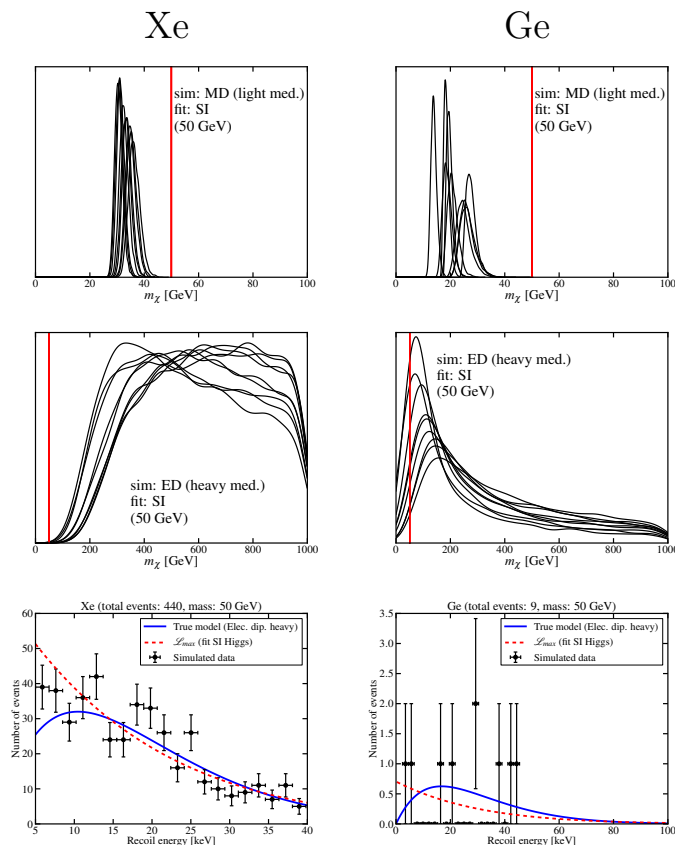 Xe
Ge
sim: MD (light med.)
fit: SI
(50 GeV)
0 20 40 60 80 100
mχ [GeV]
sim: MD (light med.)
fit: SI
(50 GeV)
0 20 40 60 80 100
mχ [GeV]
sim: ED (heavy med.)
fit: SI
(50 GeV)
0 200 400 600 800 1000
mχ [GeV]
sim: ED (heavy med.)
fit: SI
(50 GeV)
0 200 400 600 800 1000
mχ [GeV]
Xe (total events: 440, mass: 50 GeV)
True model (Elec. dip. heavy)
ℒmax (fit SI Higgs)
Simulated data
Number of events
60
50
40
30
20
10
0
5 10 15 20 25 30 35 40
Recoil energy [keV]
Ge (total events: 9, mass: 50 GeV)
True model (Elec. dip. heavy)
ℒmax (fit SI Higgs)
Simulated data
Number of events
3.5
3.0
2.5
2.0
1.5
1.0
0.5
0.0
0 20 40 60 80 100
Recoil energy [keV]